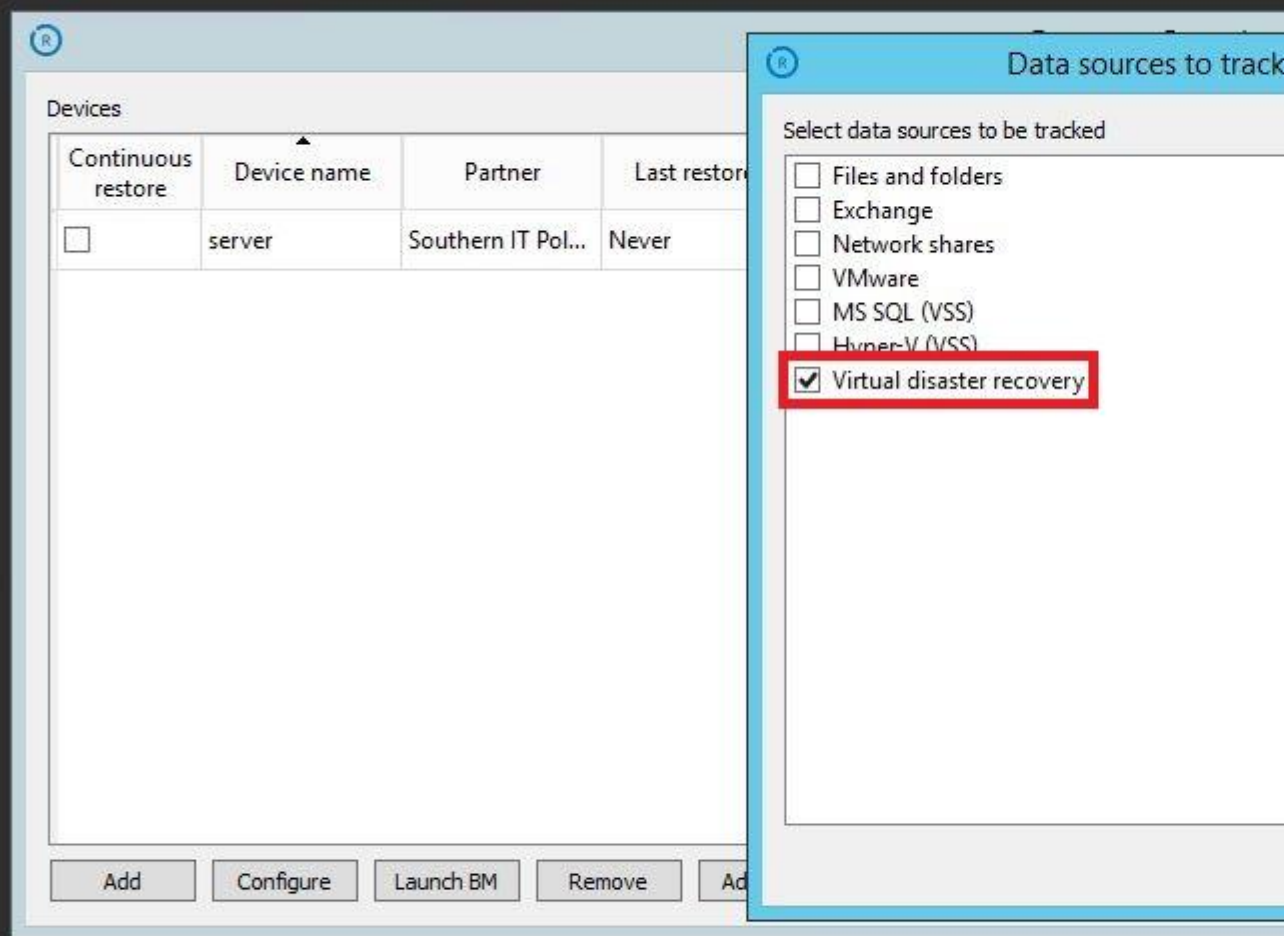 R
Devices
Continuous restore
Device name
Partner
Last restore
server
Southern IT Pol...
Never
Add
Configure
Launch BM
Remove
Ad
R
Data sources to track
Select data sources to be tracked
Files and folders
Exchange
Network shares
VMware
MS SQL (VSS)
Hyper-V (VSS)
Virtual disaster recovery